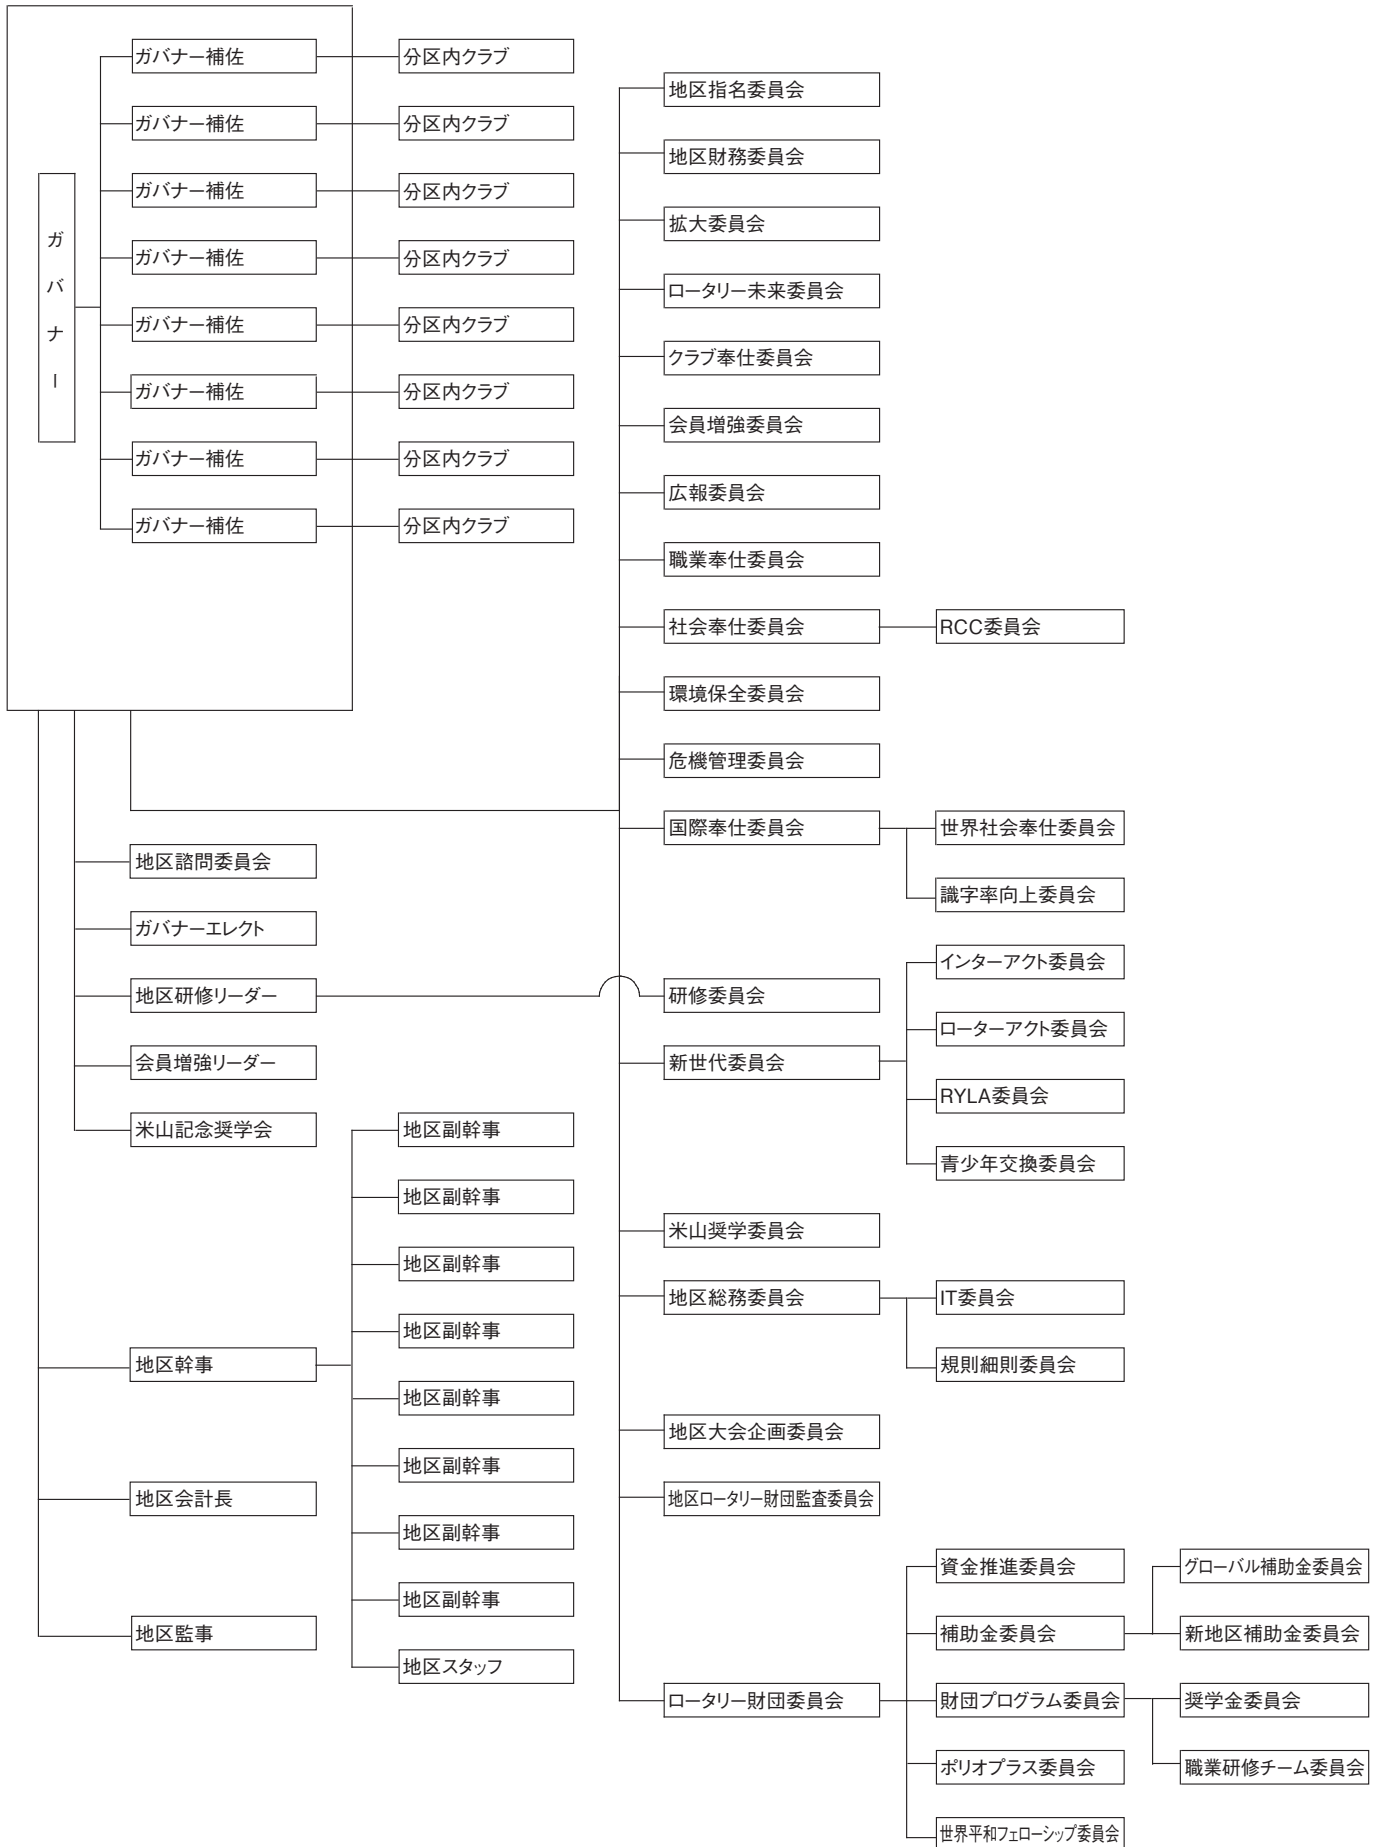 ガバナー
ガバナー補佐
分区内クラブ
ガバナー補佐
分区内クラブ
ガバナー補佐
分区内クラブ
ガバナー補佐
分区内クラブ
ガバナー補佐
分区内クラブ
ガバナー補佐
分区内クラブ
ガバナー補佐
分区内クラブ
ガバナー補佐
分区内クラブ
地区諮問委員会
ガバナーエレクト
地区研修リーダー
会員増強リーダー
米山記念奨学会
地区幹事
地区会計長
地区監事
地区副幹事
地区副幹事
地区副幹事
地区副幹事
地区副幹事
地区副幹事
地区副幹事
地区副幹事
地区スタッフ
地区指名委員会
地区財務委員会
拡大委員会
ロータリー未来委員会
クラブ奉仕委員会
会員増強委員会
広報委員会
職業奉仕委員会
社会奉仕委員会
RCC委員会
環境保全委員会
危機管理委員会
国際奉仕委員会
世界社会奉仕委員会
識字率向上委員会
研修委員会
新世代委員会
インターアクト委員会
ローターアクト委員会
RYLA委員会
青少年交換委員会
米山奨学委員会
地区総務委員会
IT委員会
規則細則委員会
地区大会企画委員会
地区ロータリー財団監査委員会
ロータリー財団委員会
資金推進委員会
補助金委員会
グローバル補助金委員会
新地区補助金委員会
財団プログラム委員会
奨学金委員会
職業研修チーム委員会
ポリオプラス委員会
世界平和フェローシップ委員会